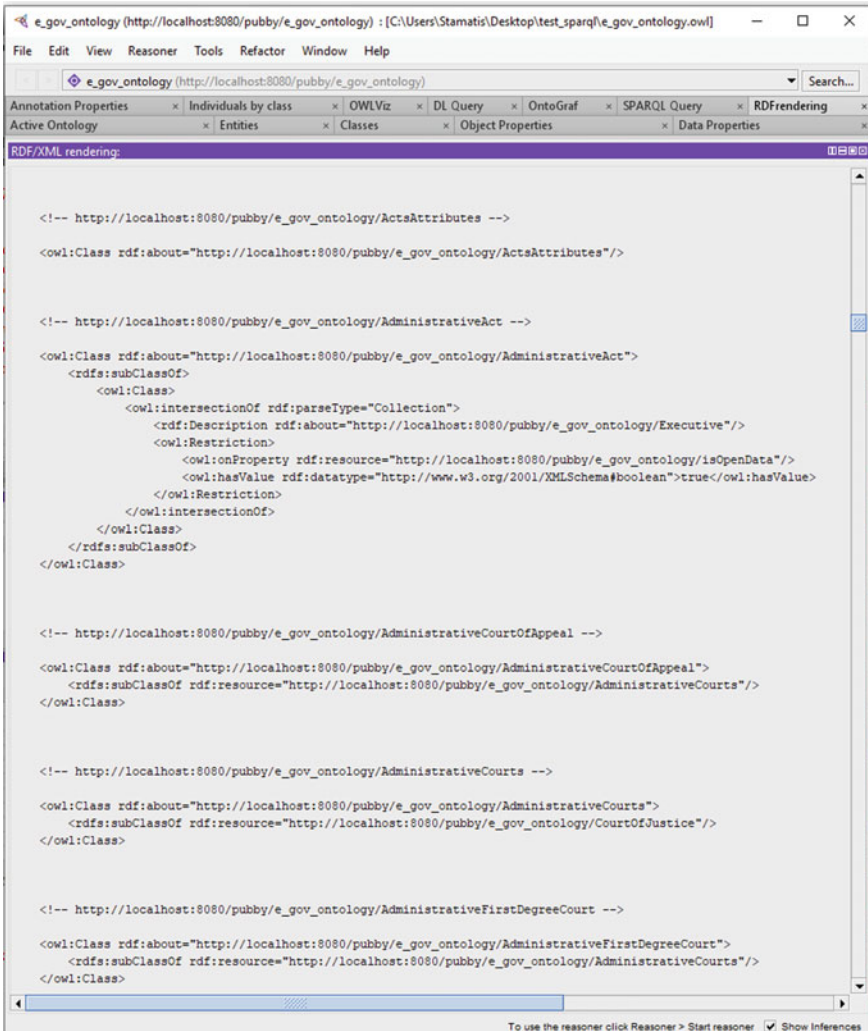 e_gov_ontology (http://localhost:8080/pubby/e_gov_ontology) : [C:\Users\Stamatis\Desktop\test_sparql\e_gov_ontology.owl]
File Edit View Reasoner Tools Refactor Window Help
e_gov_ontology (http://localhost:8080/pubby/e_gov_ontology) Search...
Annotation Properties × Individuals by class × OWLViz × DL Query × OntoGraf × SPARQL Query × RDFrendering ×
Active Ontology × Entities × Classes × Object Properties × Data Properties ×
RDF/XML rendering:
<!-- http://localhost:8080/pubby/e_gov_ontology/ActsAttributes -->
<owl:Class rdf:about="http://localhost:8080/pubby/e_gov_ontology/ActsAttributes"/>
<!-- http://localhost:8080/pubby/e_gov_ontology/AdministrativeAct -->
<owl:Class rdf:about="http://localhost:8080/pubby/e_gov_ontology/AdministrativeAct">
<rdfs:subClassOf>
<owl:Class>
<owl:intersectionOf rdf:parseType="Collection">
<rdf:Description rdf:about="http://localhost:8080/pubby/e_gov_ontology/Executive"/>
<owl:Restriction>
<owl:onProperty rdf:resource="http://localhost:8080/pubby/e_gov_ontology/isOpenData"/>
<owl:hasValue rdf:datatype="http://www.w3.org/2001/XMLSchema#boolean">true</owl:hasValue>
</owl:Restriction>
</owl:intersectionOf>
</owl:Class>
</rdfs:subClassOf>
</owl:Class>
<!-- http://localhost:8080/pubby/e_gov_ontology/AdministrativeCourtOfAppeal -->
<owl:Class rdf:about="http://localhost:8080/pubby/e_gov_ontology/AdministrativeCourtOfAppeal">
<rdfs:subClassOf rdf:resource="http://localhost:8080/pubby/e_gov_ontology/AdministrativeCourts"/>
</owl:Class>
<!-- http://localhost:8080/pubby/e_gov_ontology/AdministrativeCourts -->
<owl:Class rdf:about="http://localhost:8080/pubby/e_gov_ontology/AdministrativeCourts">
<rdfs:subClassOf rdf:resource="http://localhost:8080/pubby/e_gov_ontology/CourtOfJustice"/>
</owl:Class>
<!-- http://localhost:8080/pubby/e_gov_ontology/AdministrativeFirstDegreeCourt -->
<owl:Class rdf:about="http://localhost:8080/pubby/e_gov_ontology/AdministrativeFirstDegreeCourt">
<rdfs:subClassOf rdf:resource="http://localhost:8080/pubby/e_gov_ontology/AdministrativeCourts"/>
</owl:Class>
To use the reasoner click Reasoner > Start reasoner Show Inferences